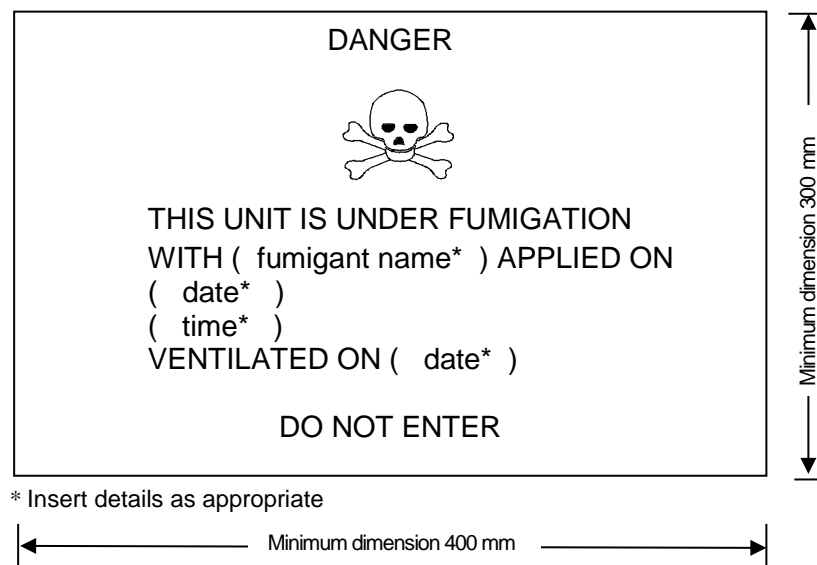 DANGER
THIS UNIT IS UNDER FUMIGATION
WITH ( fumigant name* ) APPLIED ON
( date* )
( time* )
VENTILATED ON ( date* )
DO NOT ENTER
Minimum dimension 300 mm
* Insert details as appropriate
Minimum dimension 400 mm